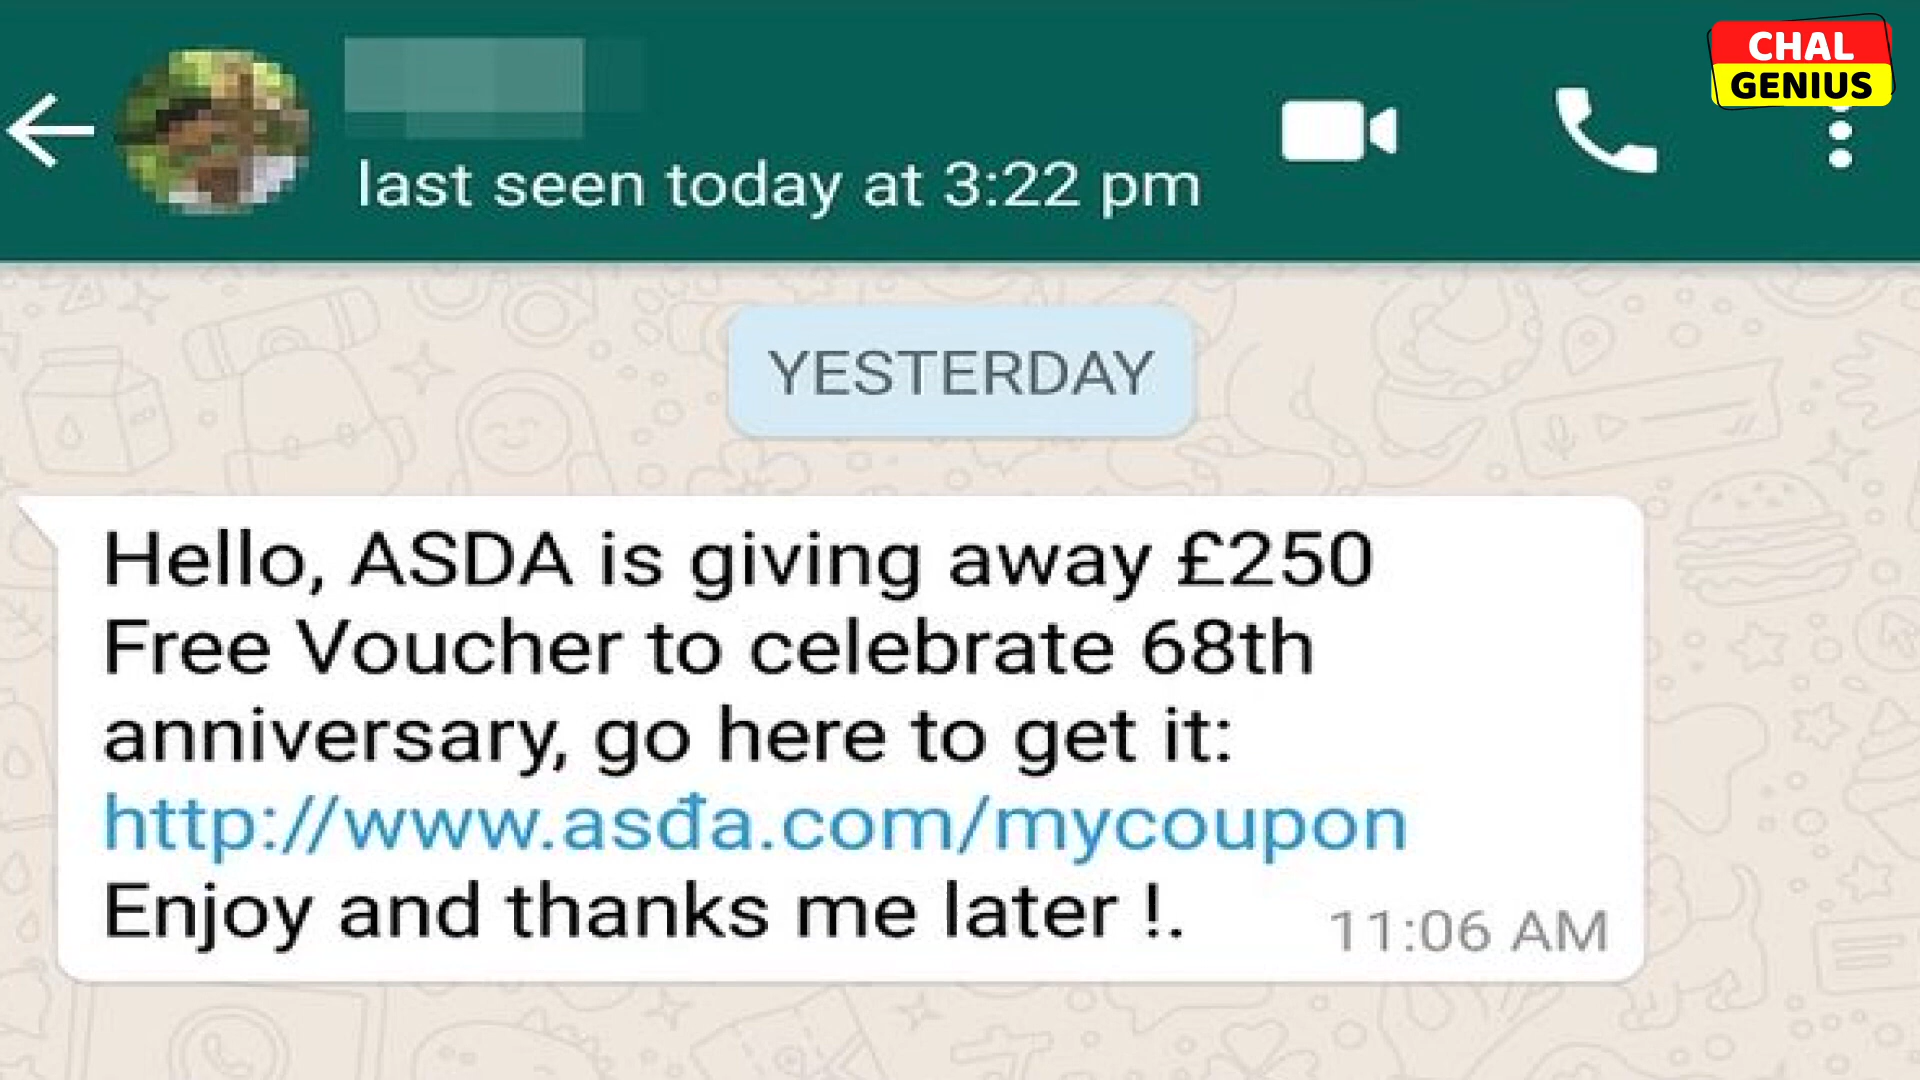 CHAL
GENIUS
last seen today at 3:22 pm
YESTERDAY
Hello, ASDA is giving away £250
Free Voucher to celebrate 68th
anniversary, go here to get it:
http://www.asđa.com/mycoupon
Enjoy and thanks me later !.
11:06 AM